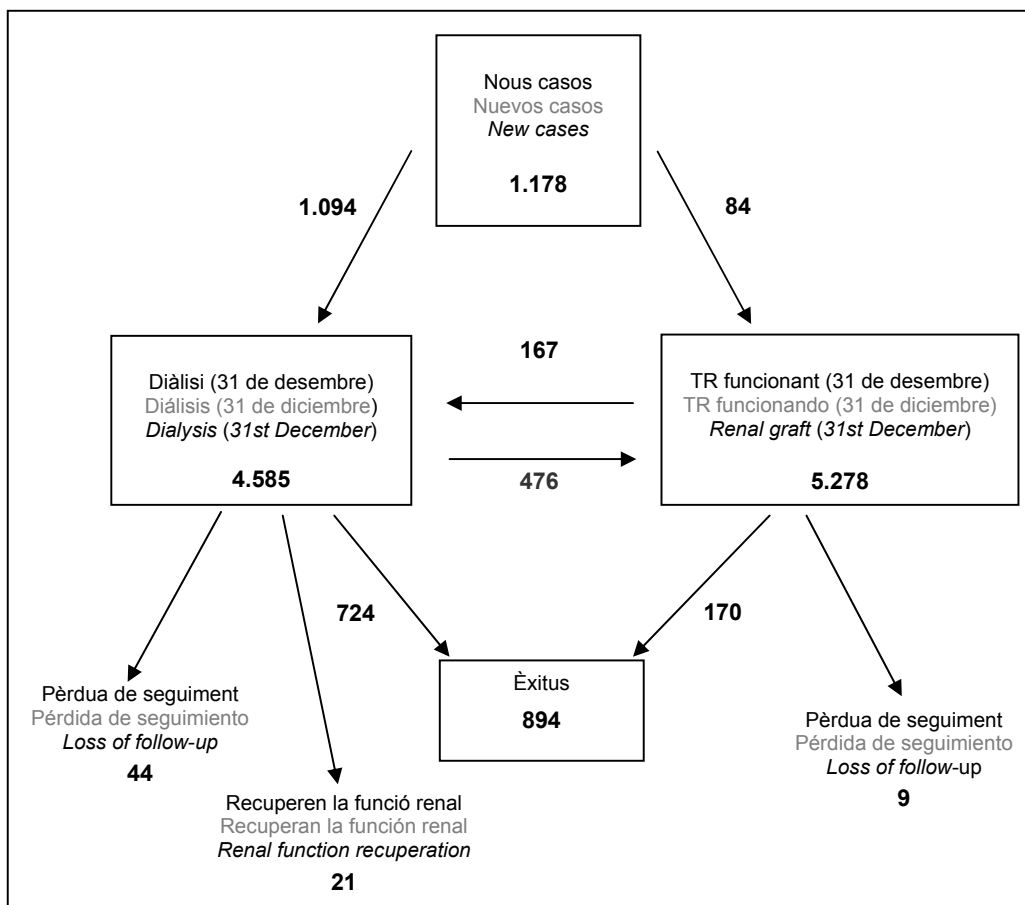 Nous casos
Nuevos casos
New cases
1.178
1.094
84
167
476
Diàlisi (31 de desembre)
Diálisis (31 de diciembre)
Dialysis (31st December)
4.585
TR funcionant (31 de desembre)
TR funcionando (31 de diciembre)
Renal graft (31st December)
5.278
724
170
Èxitus
894
Pèrdua de seguiment
Pérdida de seguimiento
Loss of follow-up
44
Recuperen la funció renal
Recuperan la función renal
Renal function recuperation
21
Pèrdua de seguiment
Pérdida de seguimiento
Loss of follow-up
9